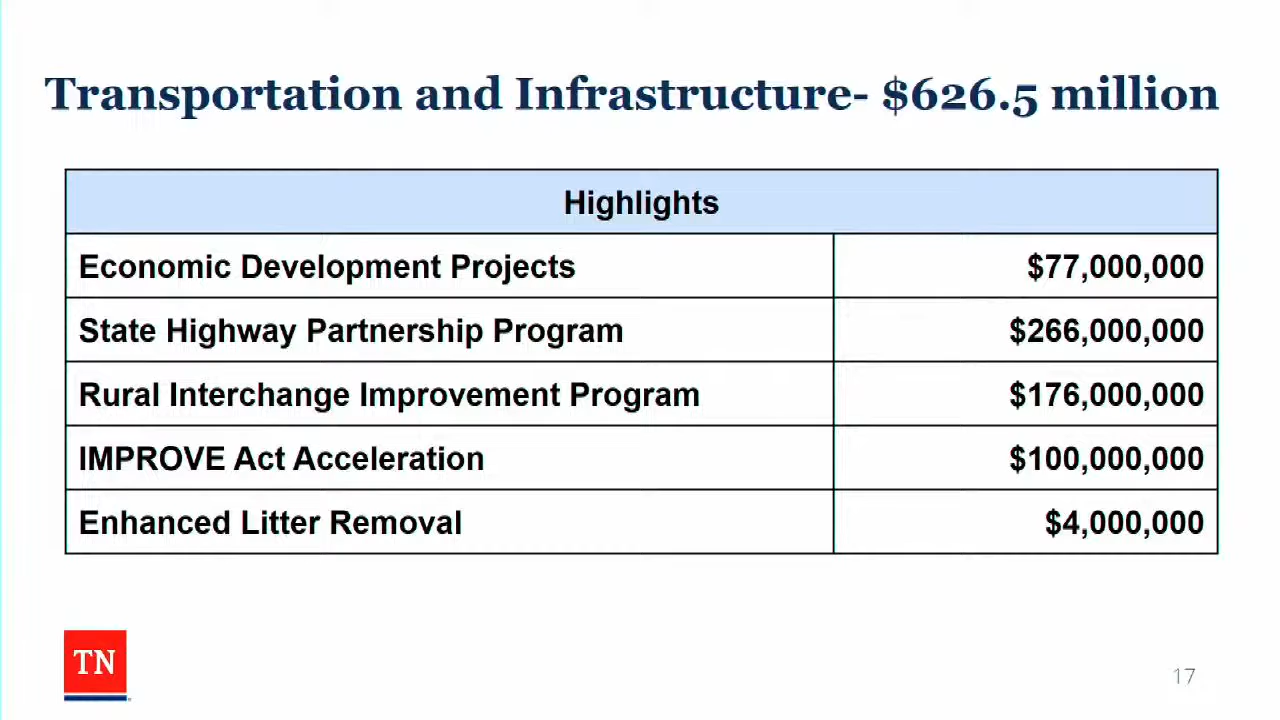 Transportation and Infrastructure- $626.5 million
Highlights
Economic Development Projects $77,000,000
State Highway Partnership Program $266,000,000
Rural Interchange Improvement Program $176,000,000
IMPROVE Act Acceleration $100,000,000
Enhanced Litter Removal $4,000,000
TN
17